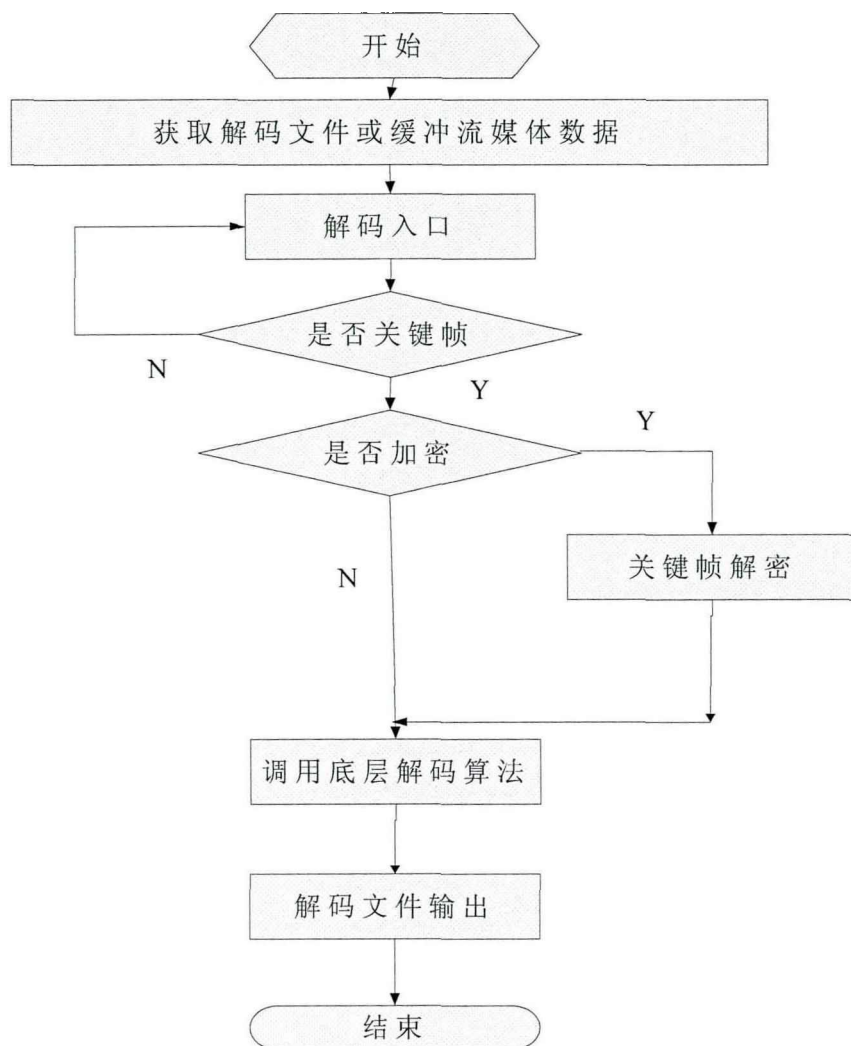 开始
获取解码文件或缓冲流媒体数据
解码入口
是否关键帧
N
Y
是否加密
Y
关键帧解密
N
调用底层解码算法
解码文件输出
结束